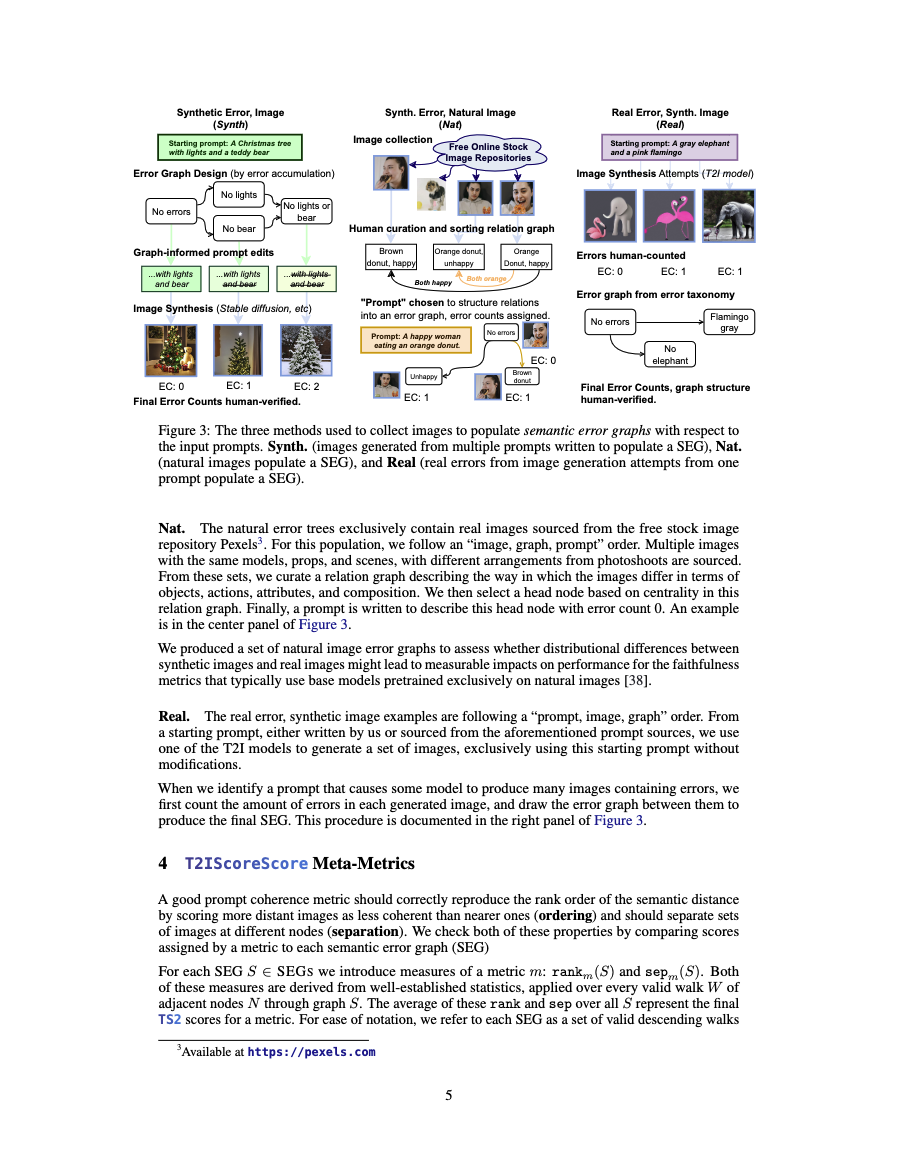 Synthetic Error, Image
(Synth)
Starting prompt: A Christmas tree
with lights and a teddy bear
Error Graph Design (by error accumulation)
No errors
No lights
No bear
No lights or
bear
Graph-informed prompt edits
...with lights
and bear
...with lights
and bear
...with lights
and bear
Image Synthesis (Stable diffusion, etc)
EC: 0
EC: 1
EC: 2
Final Error Counts human-verified.
Synth. Error, Natural Image
(Nat)
Image collection
Free Online Stock
Image Repositories
Human curation and sorting relation graph
Brown
donut, happy
Orange donut,
unhappy
Orange
Donut, happy
Both happy
Both orange
"Prompt" chosen to structure relations
into an error graph, error counts assigned.
Prompt: A happy woman
eating an orange donut.
No errors
EC: 0
Unhappy
EC: 1
Brown
donut
EC: 1
Real Error, Synth. Image
(Real)
Starting prompt: A gray elephant
and a pink flamingo
Image Synthesis Attempts (T2I model)
Errors human-counted
EC: 0
EC: 1
EC: 1
Error graph from error taxonomy
No errors
Flamingo
gray
No
elephant
Final Error Counts, graph structure
human-verified.
Figure 3: The three methods used to collect images to populate semantic error graphs with respect to
the input prompts. Synth. (images generated from multiple prompts written to populate a SEG), Nat.
(natural images populate a SEG), and Real (real errors from image generation attempts from one
prompt populate a SEG).
Nat. The natural error trees exclusively contain real images sourced from the free stock image
repository Pexels3. For this population, we follow an “image, graph, prompt” order. Multiple images
with the same models, props, and scenes, with different arrangements from photoshoots are sourced.
From these sets, we curate a relation graph describing the way in which the images differ in terms of
objects, actions, attributes, and composition. We then select a head node based on centrality in this
relation graph. Finally, a prompt is written to describe this head node with error count 0. An example
is in the center panel of Figure 3.
We produced a set of natural image error graphs to assess whether distributional differences between
synthetic images and real images might lead to measurable impacts on performance for the faithfulness
metrics that typically use base models pretrained exclusively on natural images [38].
Real. The real error, synthetic image examples are following a “prompt, image, graph” order. From
a starting prompt, either written by us or sourced from the aforementioned prompt sources, we use
one of the T2I models to generate a set of images, exclusively using this starting prompt without
modifications.
When we identify a prompt that causes some model to produce many images containing errors, we
first count the amount of errors in each generated image, and draw the error graph between them to
produce the final SEG. This procedure is documented in the right panel of Figure 3.
4 T2IScoreScore Meta-Metrics
A good prompt coherence metric should correctly reproduce the rank order of the semantic distance
by scoring more distant images as less coherent than nearer ones (ordering) and should separate sets
of images at different nodes (separation). We check both of these properties by comparing scores
assigned by a metric to each semantic error graph (SEG)
For each SEG S ∈ SEGs we introduce measures of a metric m: rankm(S) and sepm(S). Both
of these measures are derived from well-established statistics, applied over every valid walk W of
adjacent nodes N through graph S. The average of these rank and sep over all S represent the final
TS2 scores for a metric. For ease of notation, we refer to each SEG as a set of valid descending walks
3Available at https://pexels.com
5